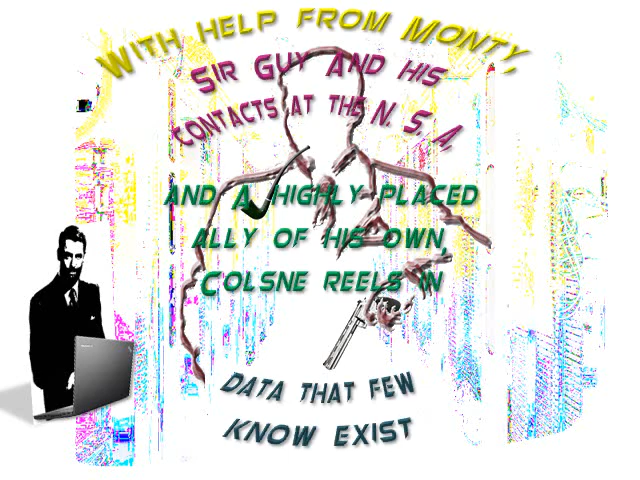 With help from Monty,
Sir Guy and his
contacts at the N. S. A,
and a highly placed
ally of his own,
Colsne reels in
Data that few
know exist